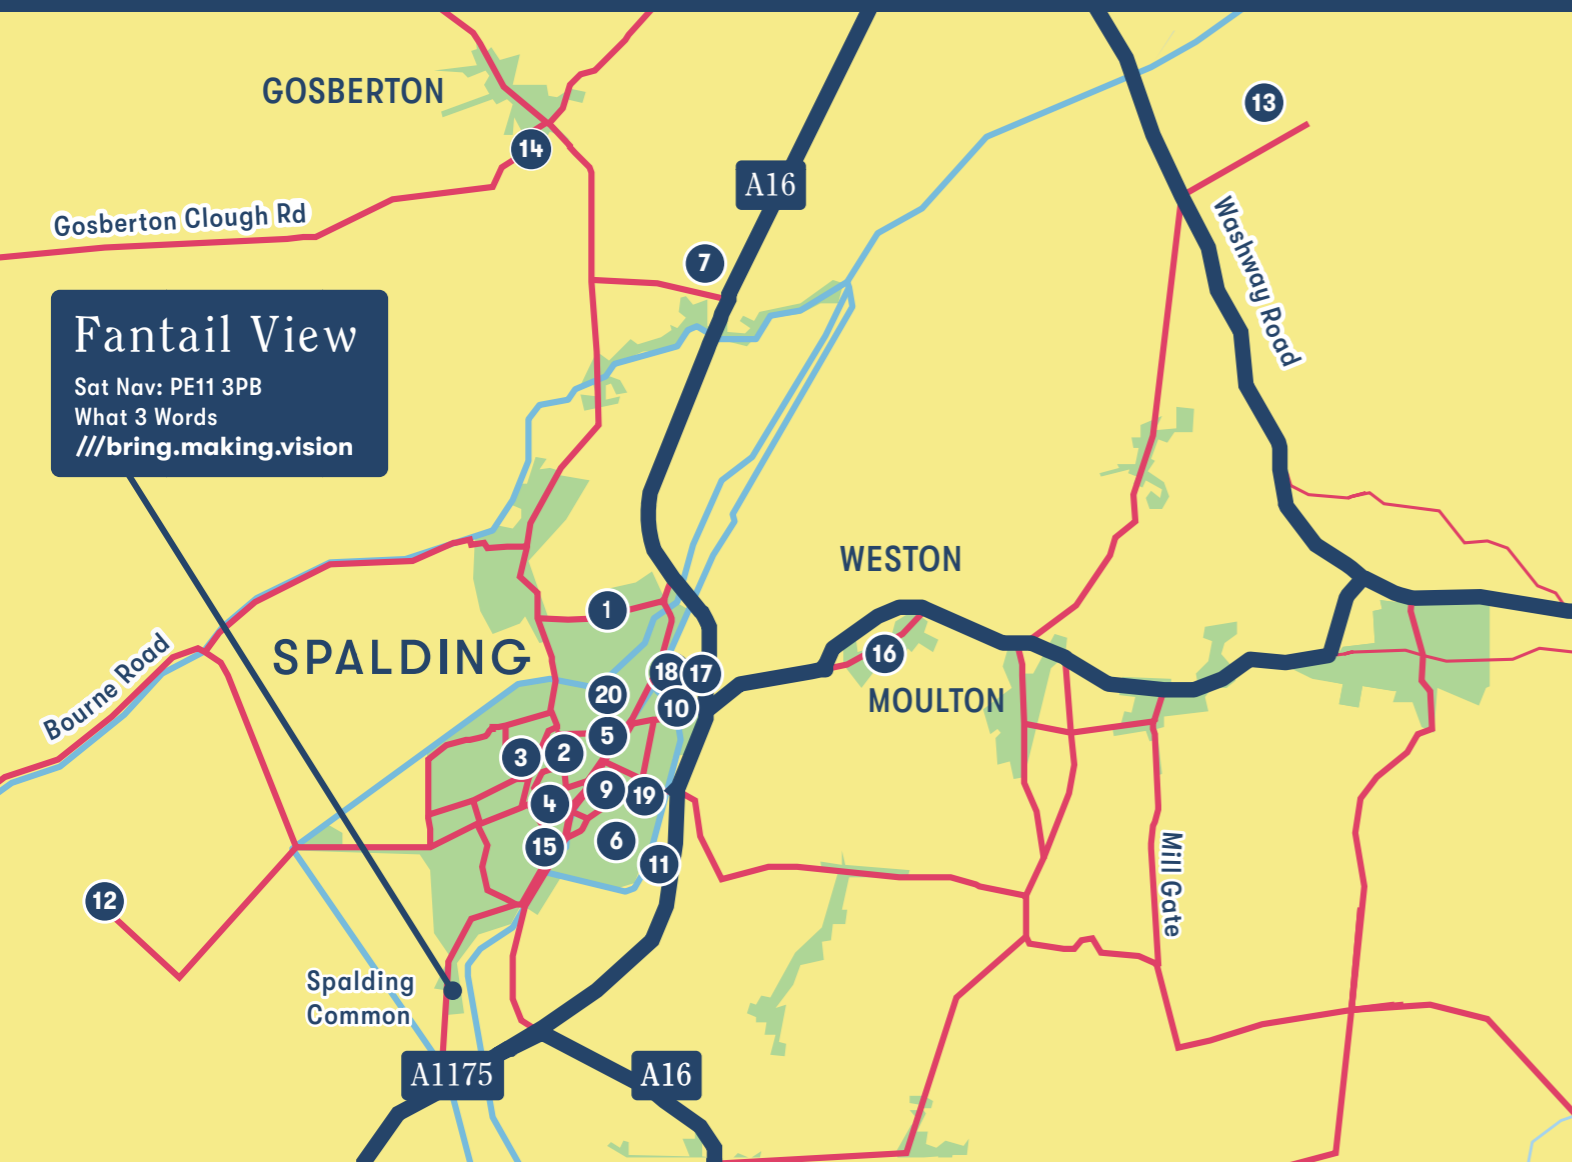 GOSBERTON
13
14
A16
Gosberton Clough Rd
Washway Road
7
Fantail View
Sat Nav: PE11 3PB
What 3 Words
///bring.making.vision
WESTON
1
SPALDING
16
Bourne Road
18
17
20
10
MOULTON
5
3
2
9
19
4
6
15
11
Mill Gate
12
Spalding
Common
A1175
A16